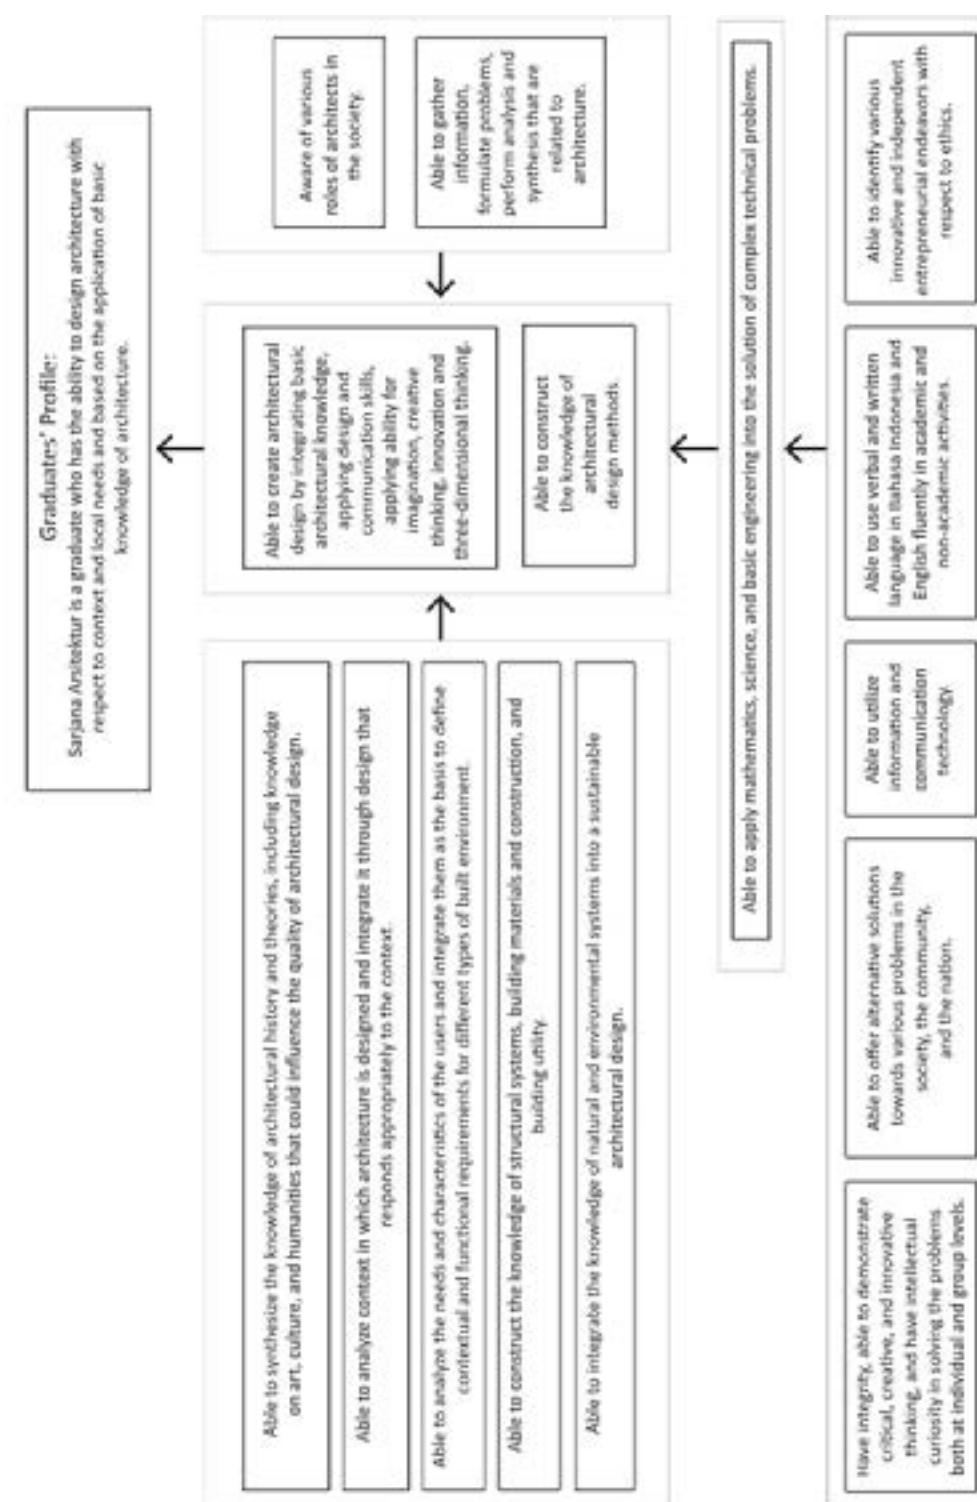 Graduates' Profile:
Sarjana Arsitektur is a graduate who has the ability to design architecture with
respect to context and local needs and based on the application of basic
knowledge of architecture.
Able to synthesize the knowledge of architectural history and theories, including knowledge
on art, culture, and humanities that could influence the quality of architectural design.
Able to analyze context in which architecture is designed and integrate it through design that
responds appropriately to the context.
Able to analyze the needs and characteristics of the users and integrate them as the basis to define
contextual and functional requirements for different types of built environment.
Able to construct the knowledge of structural systems, building materials and construction, and
building utility.
Able to integrate the knowledge of natural and environmental systems into a sustainable
architectural design.
Able to create architectural
design by integrating basic
architectural knowledge,
applying design and
communication skills,
applying ability for
imagination, creative
thinking, innovation and
three-dimensional thinking.
Able to construct
the knowledge of
architectural
design methods.
Aware of various
roles of architects in
the society.
Able to gather
information,
formulate problems,
perform analysis and
synthesis that are
related to
architecture.
Able to apply mathematics, science, and basic engineering into the solution of complex technical problems.
Have integrity, able to demonstrate
critical, creative, and innovative
thinking, and have intellectual
curiosity in solving the problems
both at individual and group levels.
Able to offer alternative solutions
towards various problems in the
society, the community,
and the nation.
Able to utilize
information and
communication
technology.
Able to use verbal and written
language in Bahasa Indonesia and
English fluently in academic and
non-academic activities.
Able to identify various
innovative and independent
entrepreneurial endeavors with
respect to ethics.